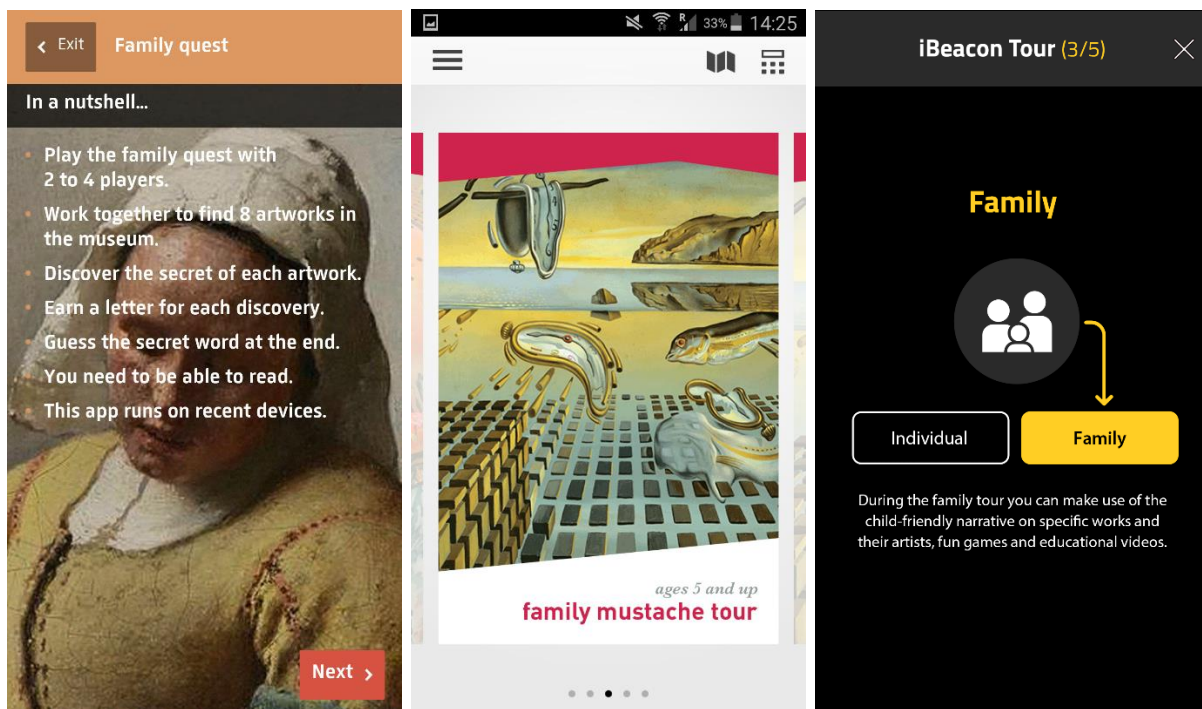 Exit
Family quest
In a nutshell...
Play the family quest with
2 to 4 players.
Work together to find 8 artworks in
the museum.
Discover the secret of each artwork.
Earn a letter for each discovery.
Guess the secret word at the end.
You need to be able to read.
This app runs on recent devices.
Next
R
33%
14:25
ages 5 and up
family mustache tour
iBeacon Tour (3/5)
Family
Individual
Family
During the family tour you can make use of the
child-friendly narrative on specific works and
their artists, fun games and educational videos.